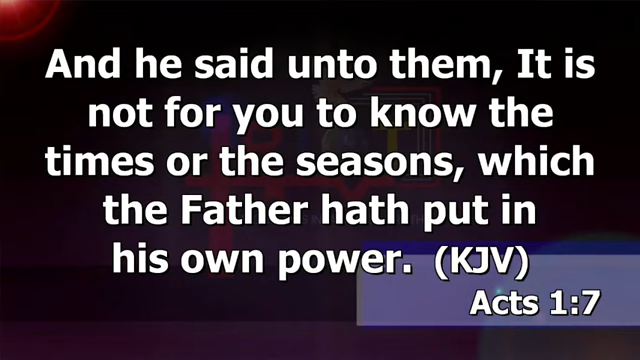 And he said unto them, It is
not for you to know the
times or the seasons, which
the Father hath put in
his own power. (KJV)
Acts 1:7